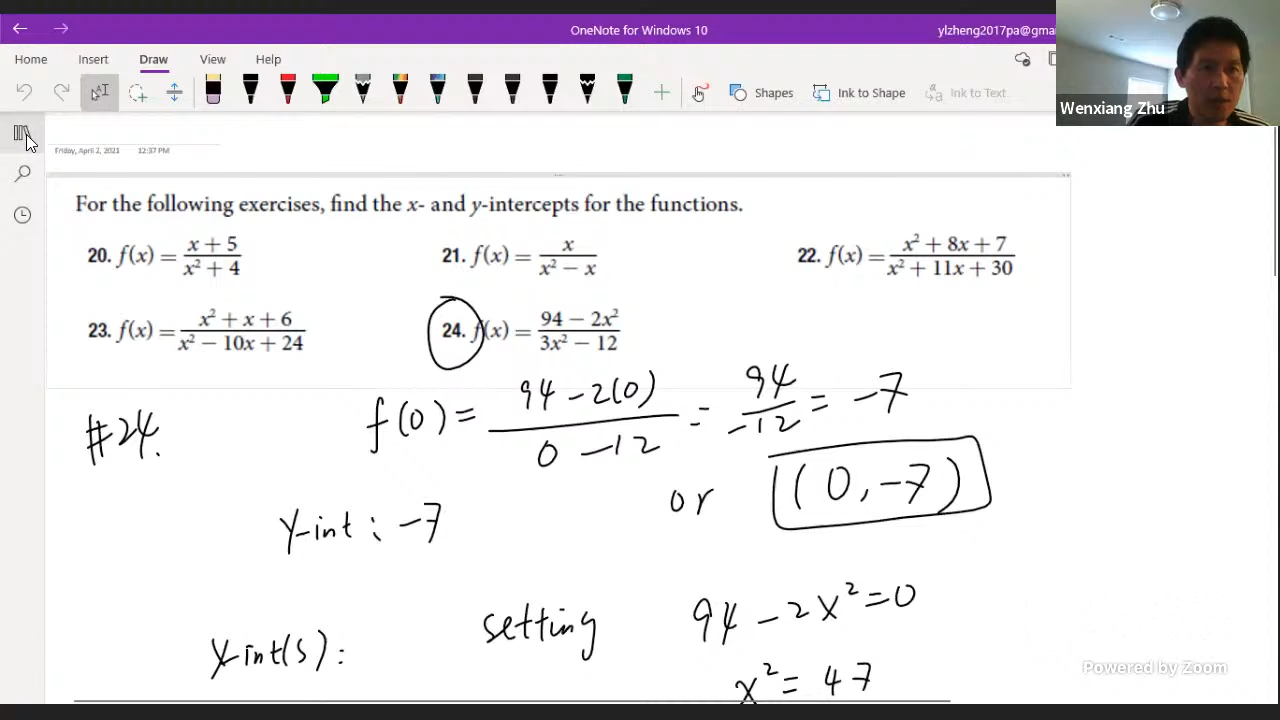 OneNote for Windows 10
ylzheng2017pa@gma
Home Insert Draw View Help
Shapes Ink to Shape Ink to Text
Wenxiang Zhu
Friday, April 2, 2021 12:37 PM
For the following exercises, find the x- and y-intercepts for the functions.
20. f(x) = (x + 5)/(x² + 4) 21. f(x) = x/(x² − x) 22. f(x) = (x² + 8x + 7)/(x² + 11x + 30)
23. f(x) = (x² + x + 6)/(x² − 10x + 24) 24. f(x) = (94 − 2x²)/(3x² − 12)
#24. f(0) = (94 − 2(0))/(0 − 12) = 94/−12 = −7
Y-int: −7 or (0, −7)
X-int(s): setting 94 − 2x² = 0
x² = 47
Powered by Zoom